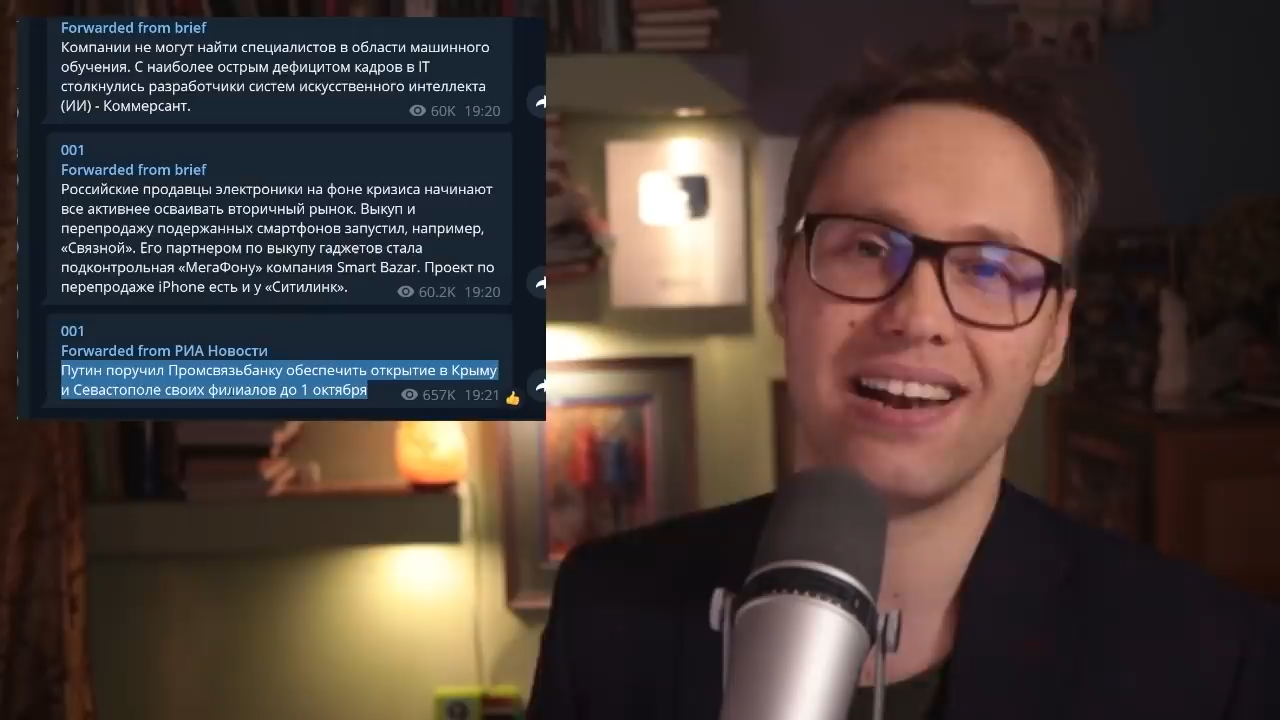 Forwarded from brief
Компании не могут найти специалистов в области машинного
обучения. С наиболее острым дефицитом кадров в IT
столкнулись разработчики систем искусственного интеллекта
(ИИ) - Коммерсант.
60K 19:20
001
Forwarded from brief
Российские продавцы электроники на фоне кризиса начинают
все активнее осваивать вторичный рынок. Выкуп и
перепродажу подержанных смартфонов запустил, например,
«Связной». Его партнером по выкупу гаджетов стала
подконтрольная «МегаФону» компания Smart Bazar. Проект по
перепродаже iPhone есть и у «Ситилинк».
60.2K 19:20
001
Forwarded from РИА Новости
Путин поручил Промсвязьбанку обеспечить открытие в Крыму
и Севастополе своих филиалов до 1 октября
657K 19:21